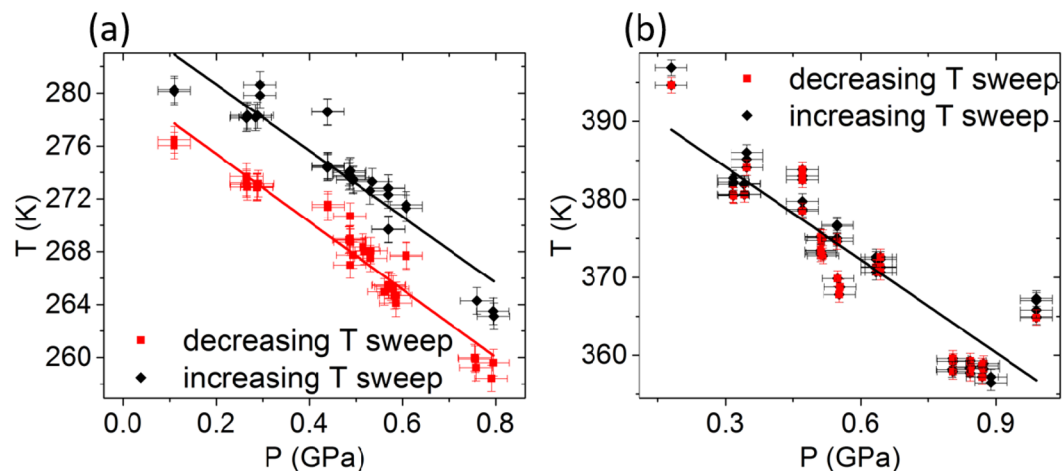 (a)
280
276
272
268
264
260
T (K)
decreasing T sweep
increasing T sweep
0.0 0.2 0.4 0.6 0.8
P (GPa)
(b)
decreasing T sweep
increasing T sweep
390
380
370
360
T (K)
0.3 0.6 0.9
P (GPa)